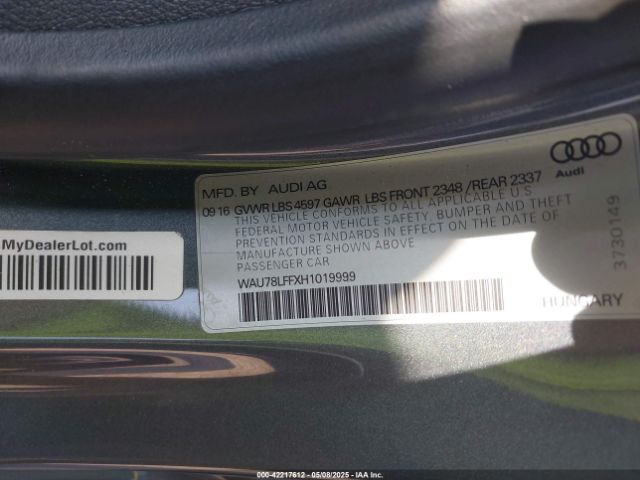 Audi
MFD. BY AUDI AG
09 16 GVWR LBS 4597 GAWR LBS FRONT 2348 /REAR 2337
THIS VEHICLE CONFORMS TO ALL APPLICABLE U.S.
FEDERAL MOTOR VEHICLE SAFETY, BUMPER AND THEFT
PREVENTION STANDARDS IN EFFECT ON THE DATE OF
MANUFACTURE SHOWN ABOVE
PASSENGER CAR
WAU78LFFXH1019999
HUNGARY
3730149
MyDealerLot.com
© - 42217612 - 05/08/2025 - IAA Inc.